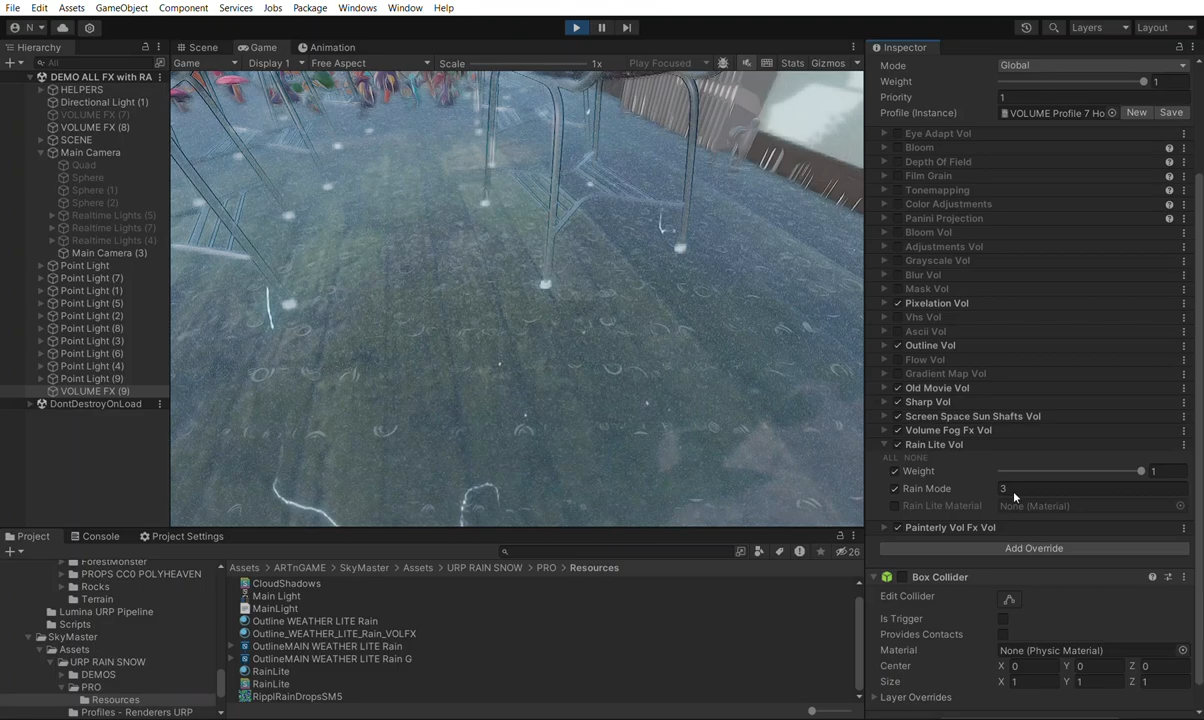 File Edit Assets GameObject Component Services Jobs Package Windows Window Help
N Layers Layout
Hierarchy Scene Game Animation Inspector
All Game Display 1 Free Aspect Scale 1x Play Focused Stats Gizmos
DEMO ALL FX with RA
HELPERS
Directional Light (1)
VOLUME FX (7)
VOLUME FX (8)
SCENE
Main Camera
Quad
Sphere
Sphere (1)
Sphere (2)
Realtime Lights (5)
Realtime Lights (7)
Realtime Lights (4)
Main Camera (3)
Point Light
Point Light (7)
Point Light (1)
Point Light (5)
Point Light (2)
Point Light (8)
Point Light (3)
Point Light (6)
Point Light (4)
Point Light (9)
VOLUME FX (9)
DontDestroyOnLoad
Mode Global
Weight 1
Priority 1
Profile (Instance) VOLUME Profile 7 Ho New Save
Eye Adapt Vol
Bloom
Depth Of Field
Film Grain
Tonemapping
Color Adjustments
Panini Projection
Bloom Vol
Adjustments Vol
Grayscale Vol
Blur Vol
Mask Vol
Pixelation Vol
Vhs Vol
Ascii Vol
Outline Vol
Flow Vol
Gradient Map Vol
Old Movie Vol
Sharp Vol
Screen Space Sun Shafts Vol
Volume Fog Fx Vol
Rain Lite Vol
ALL NONE
Weight 1
Rain Mode 3
Rain Lite Material None (Material)
Painterly Vol Fx Vol
Add Override
Box Collider
Edit Collider
Is Trigger
Provides Contacts
Material None (Physic Material)
Center X 0 Y 0 Z 0
Size X 1 Y 1 Z 1
Layer Overrides
Project Console Project Settings
26
ForestMonster
PROPS CC0 POLYHEAVEN
Rocks
Terrain
Lumina URP Pipeline
Scripts
SkyMaster
Assets
URP RAIN SNOW
DEMOS
PRO
Resources
Profiles - Renderers URP
Assets ARTnGAME SkyMaster Assets URP RAIN SNOW PRO Resources
CloudShadows
Main Light
MainLight
Outline WEATHER LITE Rain
Outline_WEATHER_LITE_Rain_VOLFX
OutlineMAIN WEATHER LITE Rain
OutlineMAIN WEATHER LITE Rain G
RainLite
RainLite
RipplRainDropsSM5